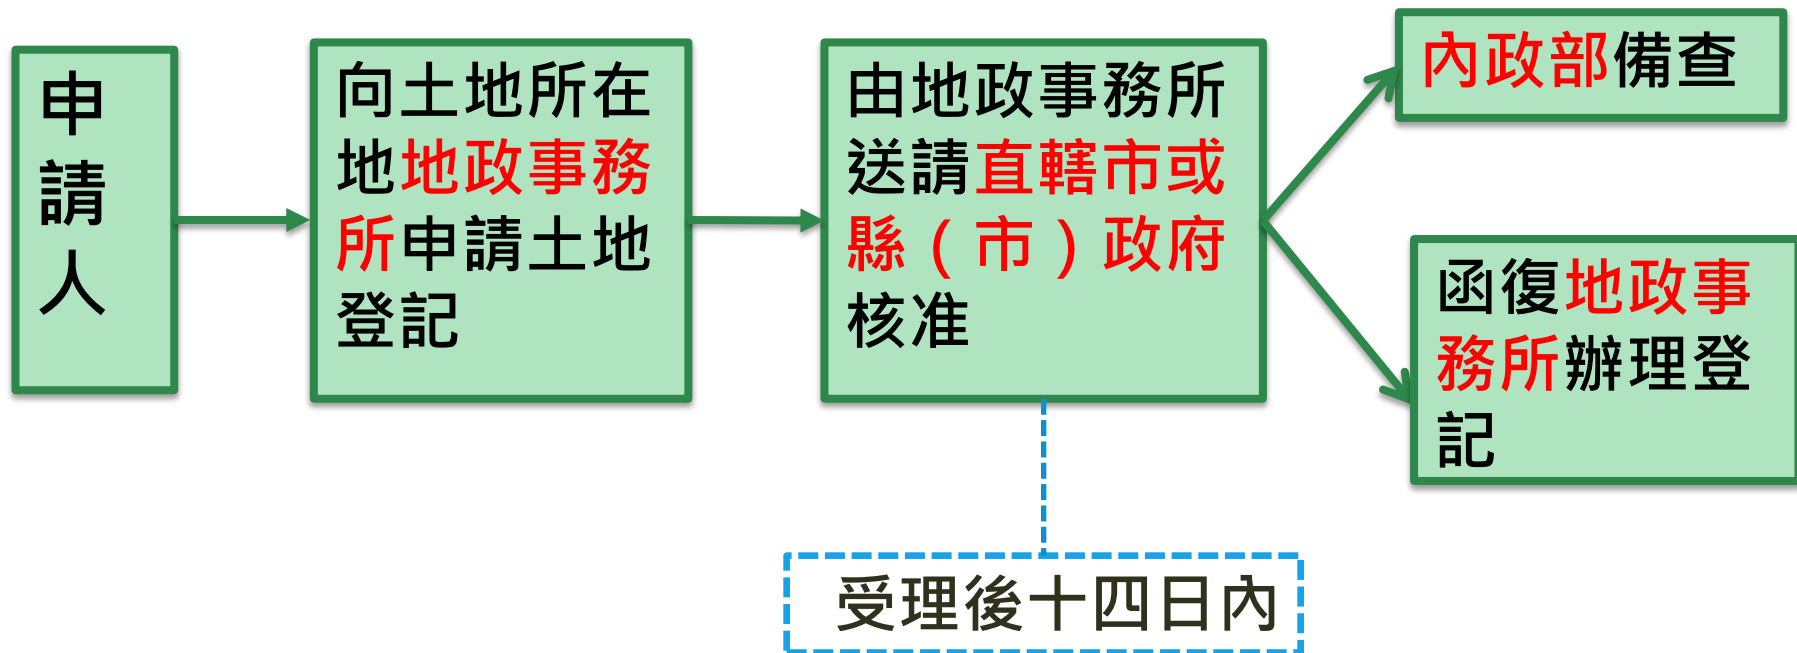 申
請
人
向土地所在
地地政事務
所申請土地
登記
由地政事務所
送請直轄市或
縣（市）政府
核准
內政部備查
函復地政事
務所辦理登
記
受理後十四日內